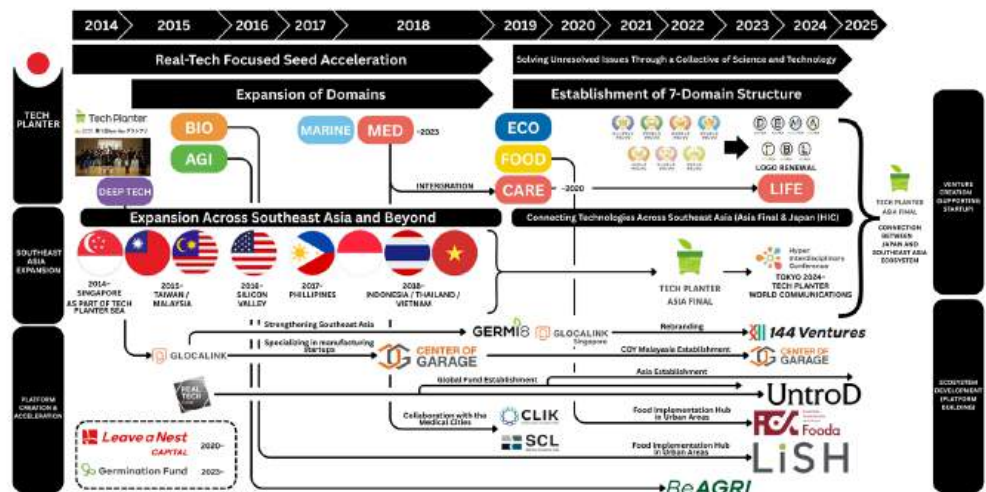 2014 2015 2016 2017 2018 2019 2020 2021 2022 2023 2024 2025
Real-Tech Focused Seed Acceleration
Solving Unresolved Issues Through a Collective of Science and Technology
Expansion of Domains
Establishment of 7-Domain Structure
TECH
PLANTER
Tech Planter
BIO
AGI
MARINE
MED
-2023
ECO
FOOD
CARE
-2020
INTERGRATION
LOGO RENEWAL
LIFE
DEEP TECH
TECH PLANTER
ASIA FINAL
CONNECTION
BETWEEN
JAPAN AND
SOUTHEAST ASIA
ECOSYSTEM
VENTURE
CREATION
(SUPPORTING
STARTUP)
SOUTHEAST
ASIA
EXPANSION
Expansion Across Southeast Asia and Beyond
Connecting Technologies Across Southeast Asia (Asia Final & Japan (HIC)
2014-
SINGAPORE
AS PART OF TECH
PLANTER SEA
2015-
TAIWAN /
MALAYSIA
2016-
SILICON
VALLEY
2017-
PHILLIPINES
2018-
INDONESIA / THAILAND /
VIETNAM
TECH PLANTER
ASIA FINAL
Hyper
Interdisciplinary
Conference
TOKYO 2024-
TECH PLANTER
WORLD COMMUNICATIONS
PLATFORM
CREATION &
ACCELERATION
Strengthening Southeast Asia
GLOCALINK
Specializing in manufacturing
Startups
CENTER OF
GARAGE
GERMI8
GLOCALINK
Singapore
Rebranding
144 Ventures
COY Malayasia Establishment
CENTER OF
GARAGE
REAL
TECH
Global Fund Establishment
Asia Establishment
UntroD
Collaboration with the
Medical Cities
CLIK
SCL
Food Implementation Hub
in Urban Areas
Fooda
Food Implementation Hub
in Urban Areas
LiSH
BeAGRI
Leave a Nest
CAPITAL
2020-
Germination Fund
2023-
ECOSYSTEM
DEVELOPMENT
(PLATFORM
BUILDING)